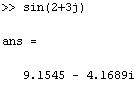 >> sin(2+3j)
ans =
9.1545 - 4.1689i